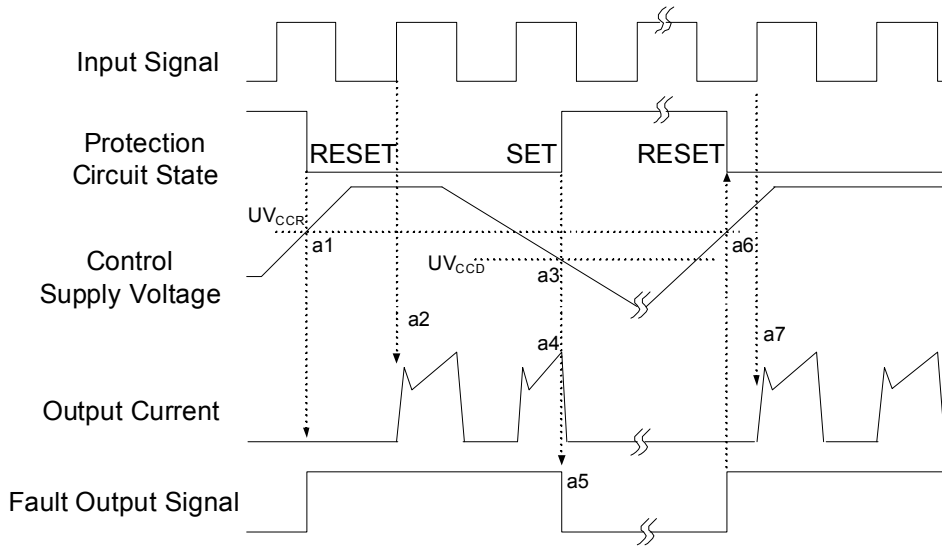 Input Signal
Protection
Circuit State
RESET
SET
RESET
UVCCR
a1
a6
Control
Supply Voltage
UVCCD
a3
a2
a4
a7
Output Current
a5
Fault Output Signal